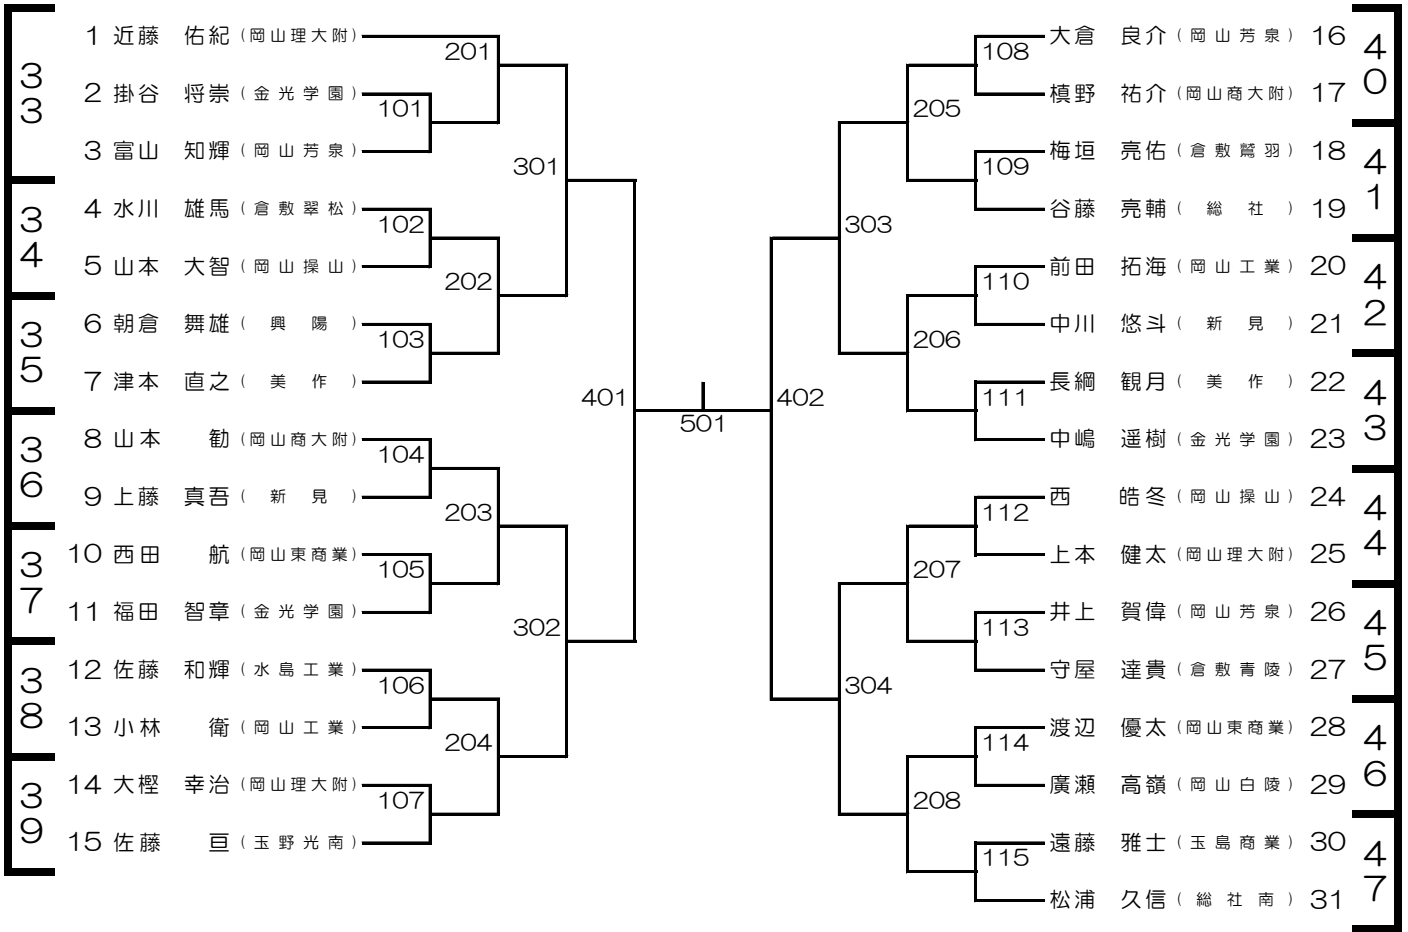 33
1 近藤 佑紀 (岡山理大附)
2 掛谷 将崇 (金光学園)
3 富山 知輝 (岡山芳泉)
34
4 水川 雄馬 (倉敷翠松)
5 山本 大智 (岡山操山)
35
6 朝倉 舞雄 (興陽)
7 津本 直之 (美作)
36
8 山本 勧 (岡山商大附)
9 上藤 真吾 (新見)
37
10 西田 航 (岡山東商業)
11 福田 智章 (金光学園)
38
12 佐藤 和輝 (水島工業)
13 小林 衛 (岡山工業)
39
14 大樫 幸治 (岡山理大附)
15 佐藤 亘 (玉野光南)
101
102
103
104
105
106
107
201
202
203
204
301
302
401
501
402
303
304
205
206
207
208
108
109
110
111
112
113
114
115
大倉 良介 (岡山芳泉) 16
槙野 祐介 (岡山商大附) 17
40
梅垣 亮佑 (倉敷鷲羽) 18
谷藤 亮輔 (総社) 19
41
前田 拓海 (岡山工業) 20
中川 悠斗 (新見) 21
42
長綱 観月 (美作) 22
中嶋 遥樹 (金光学園) 23
43
西 皓冬 (岡山操山) 24
上本 健太 (岡山理大附) 25
44
井上 賀偉 (岡山芳泉) 26
守屋 達貴 (倉敷青陵) 27
45
渡辺 優太 (岡山東商業) 28
廣瀬 高嶺 (岡山白陵) 29
46
遠藤 雅士 (玉島商業) 30
松浦 久信 (総社南) 31
47